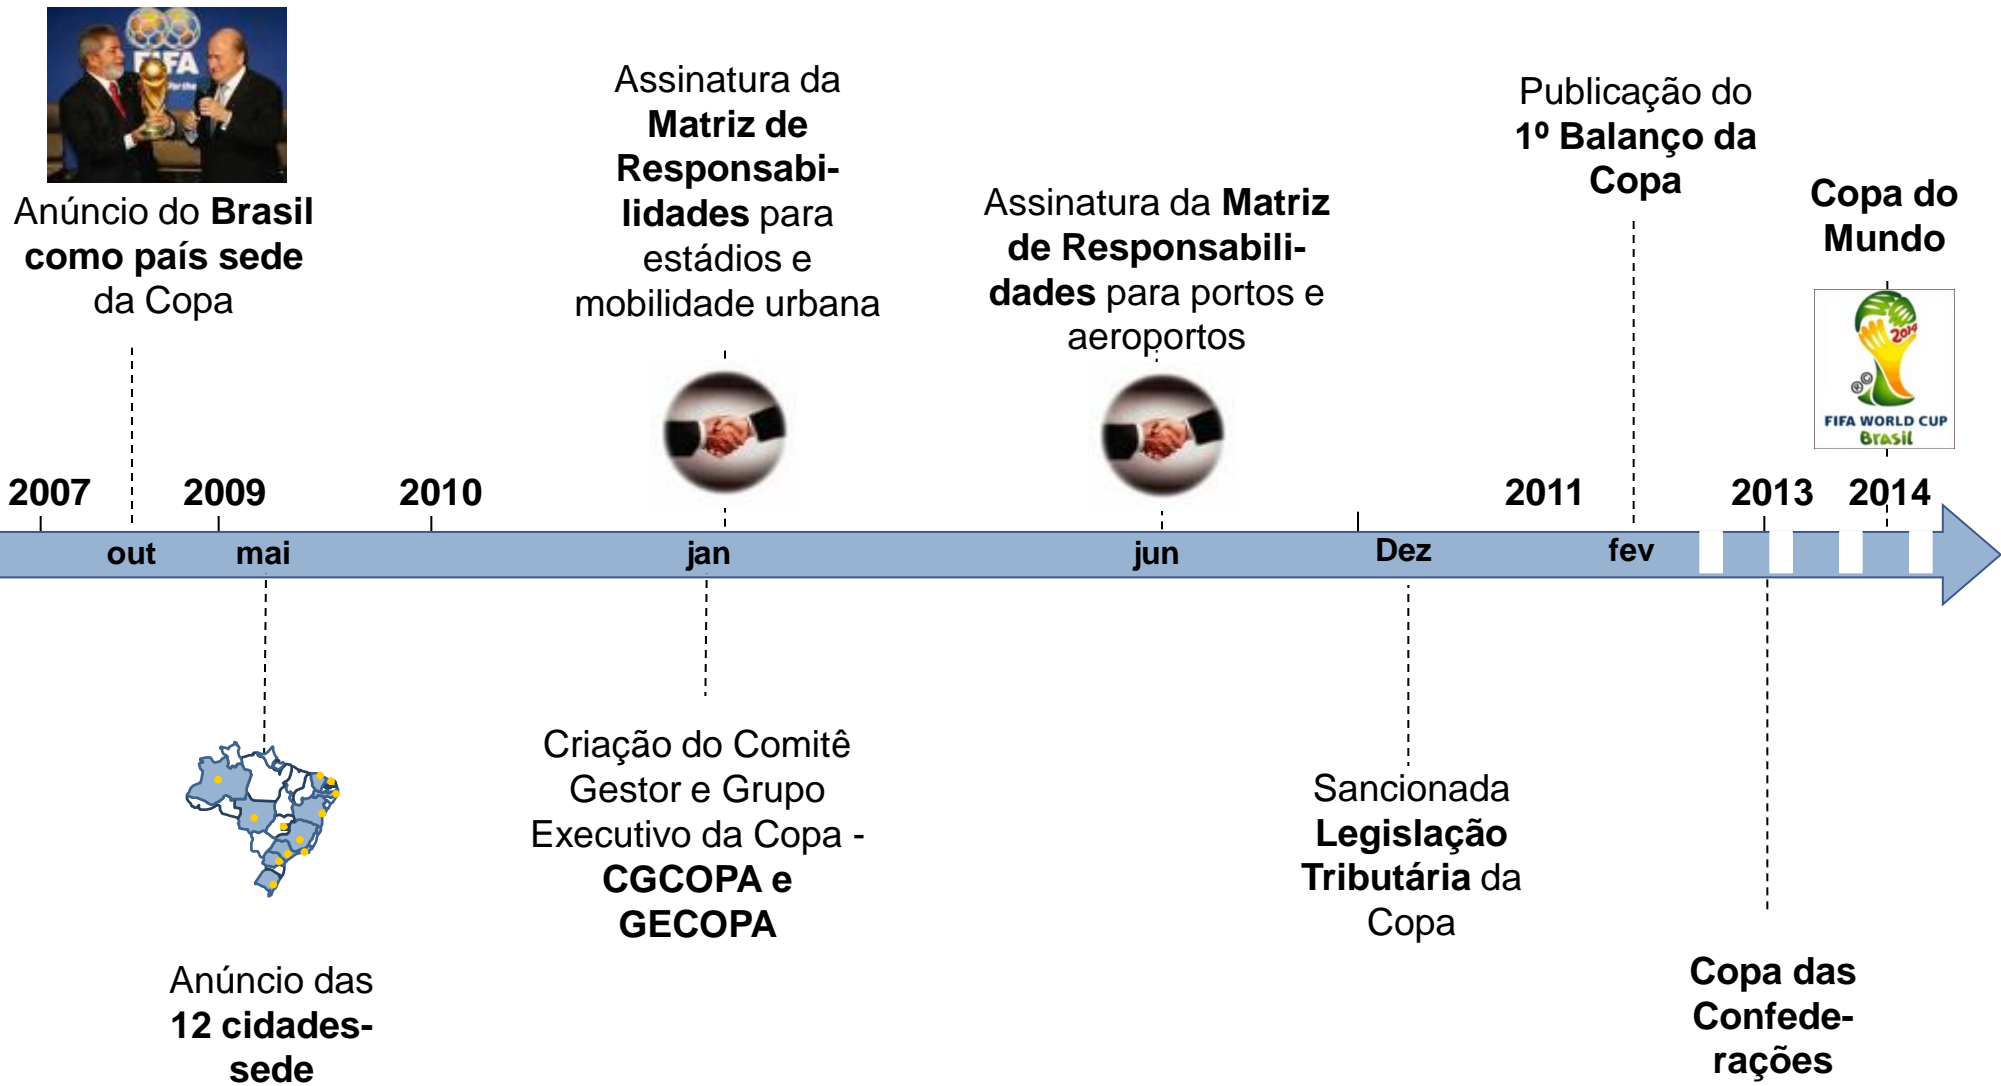 FIFA
For the
Anúncio do Brasil
como país sede
da Copa
Assinatura da
Matriz de
Responsabi-
lidades para
estádios e
mobilidade urbana
Assinatura da Matriz
de Responsabili-
dades para portos e
aeroportos
Publicação do
1º Balanço da
Copa
Copa do
Mundo
2014
FIFA WORLD CUP
Brasil
2007
2009
2010
2011
2013
2014
out
mai
jan
jun
Dez
fev
Anúncio das
12 cidades-
sede
Criação do Comitê
Gestor e Grupo
Executivo da Copa -
CGCOPA e
GECOPA
Sancionada
Legislação
Tributária da
Copa
Copa das
Confede-
rações